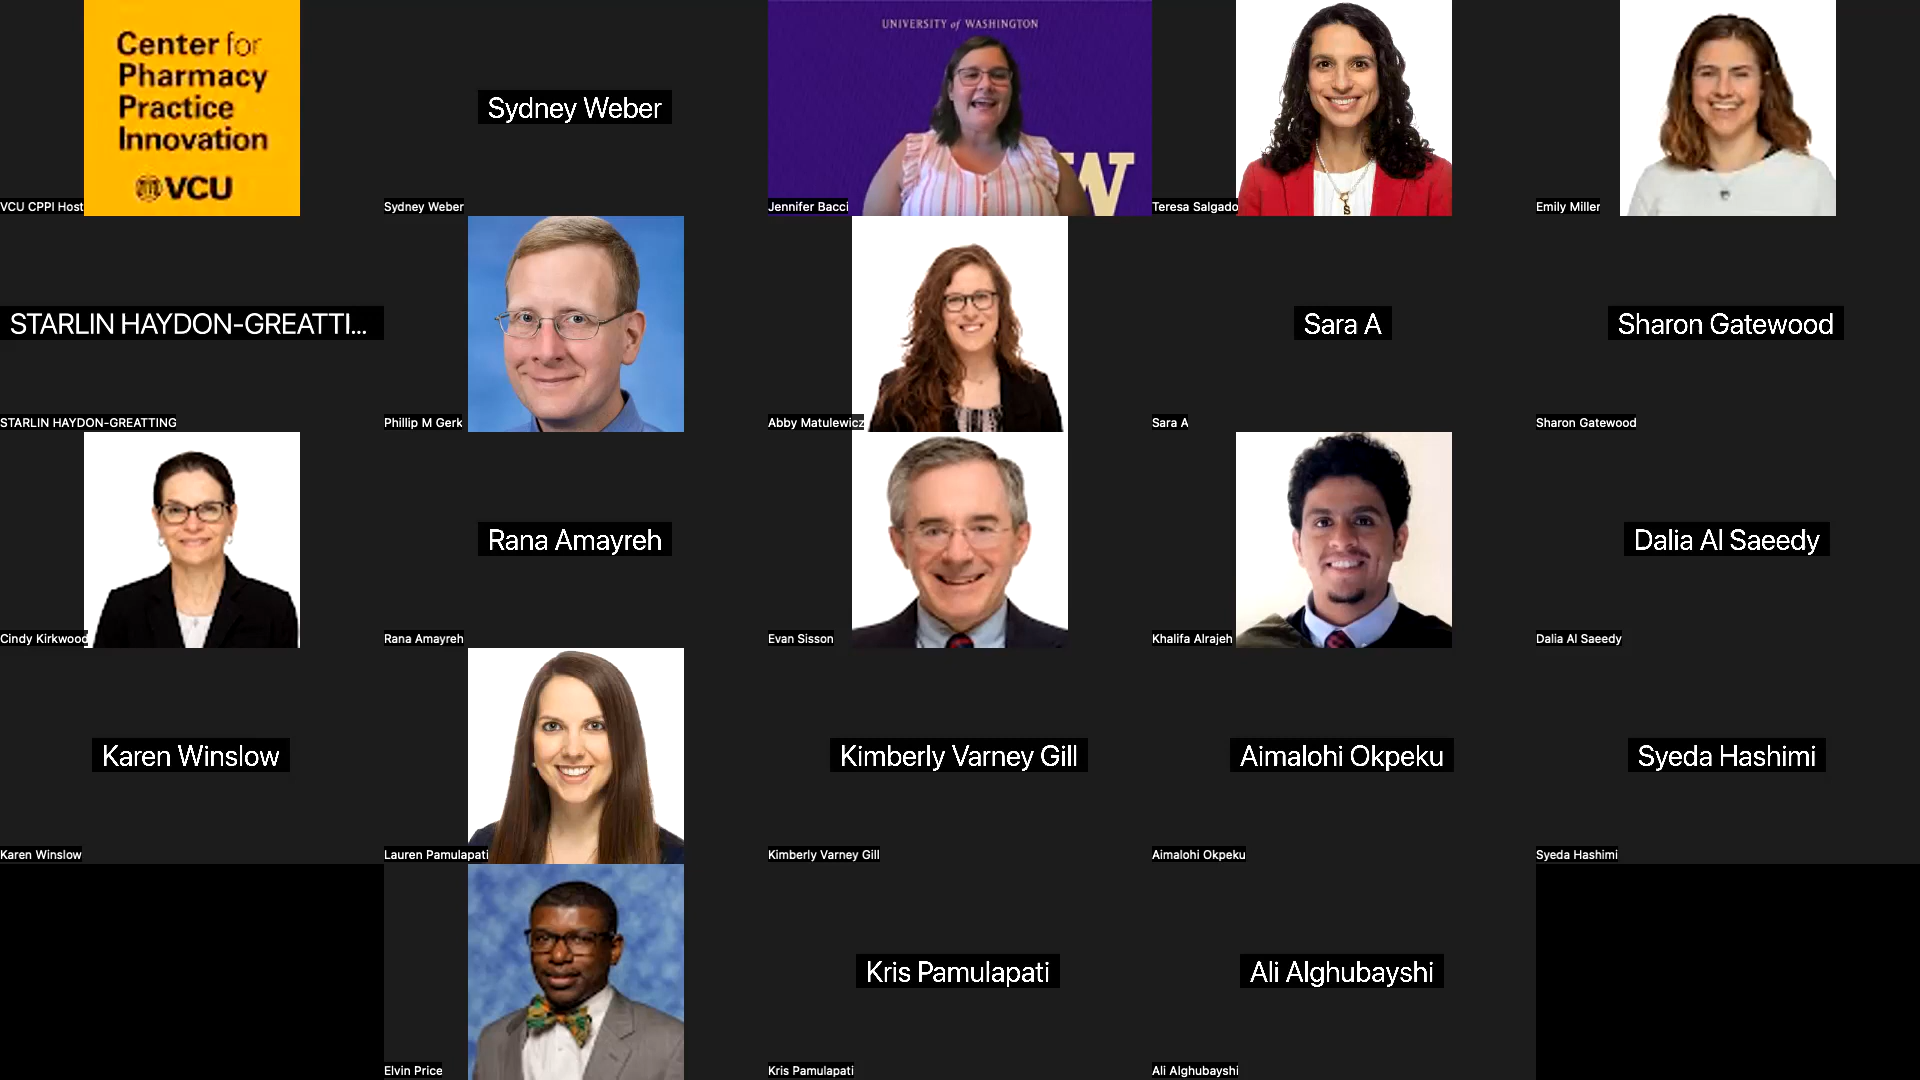 Center for
Pharmacy
Practice
Innovation
VCU
VCU CPPI Host
Sydney Weber
Sydney Weber
UNIVERSITY of WASHINGTON
W
Jennifer Bacci
Teresa Salgado
S
Emily Miller
STARLIN HAYDON-GREATTI...
STARLIN HAYDON-GREATTING
Phillip M Gerk
Abby Matulewicz
Sara A
Sara A
Sharon Gatewood
Sharon Gatewood
Cindy Kirkwood
Rana Amayreh
Rana Amayreh
Evan Sisson
Khalifa Alrajeh
Dalia Al Saeedy
Dalia Al Saeedy
Karen Winslow
Karen Winslow
Lauren Pamulapati
Kimberly Varney Gill
Kimberly Varney Gill
Aimalohi Okpeku
Aimalohi Okpeku
Syeda Hashimi
Syeda Hashimi
Elvin Price
Kris Pamulapati
Kris Pamulapati
Ali Alghubayshi
Ali Alghubayshi